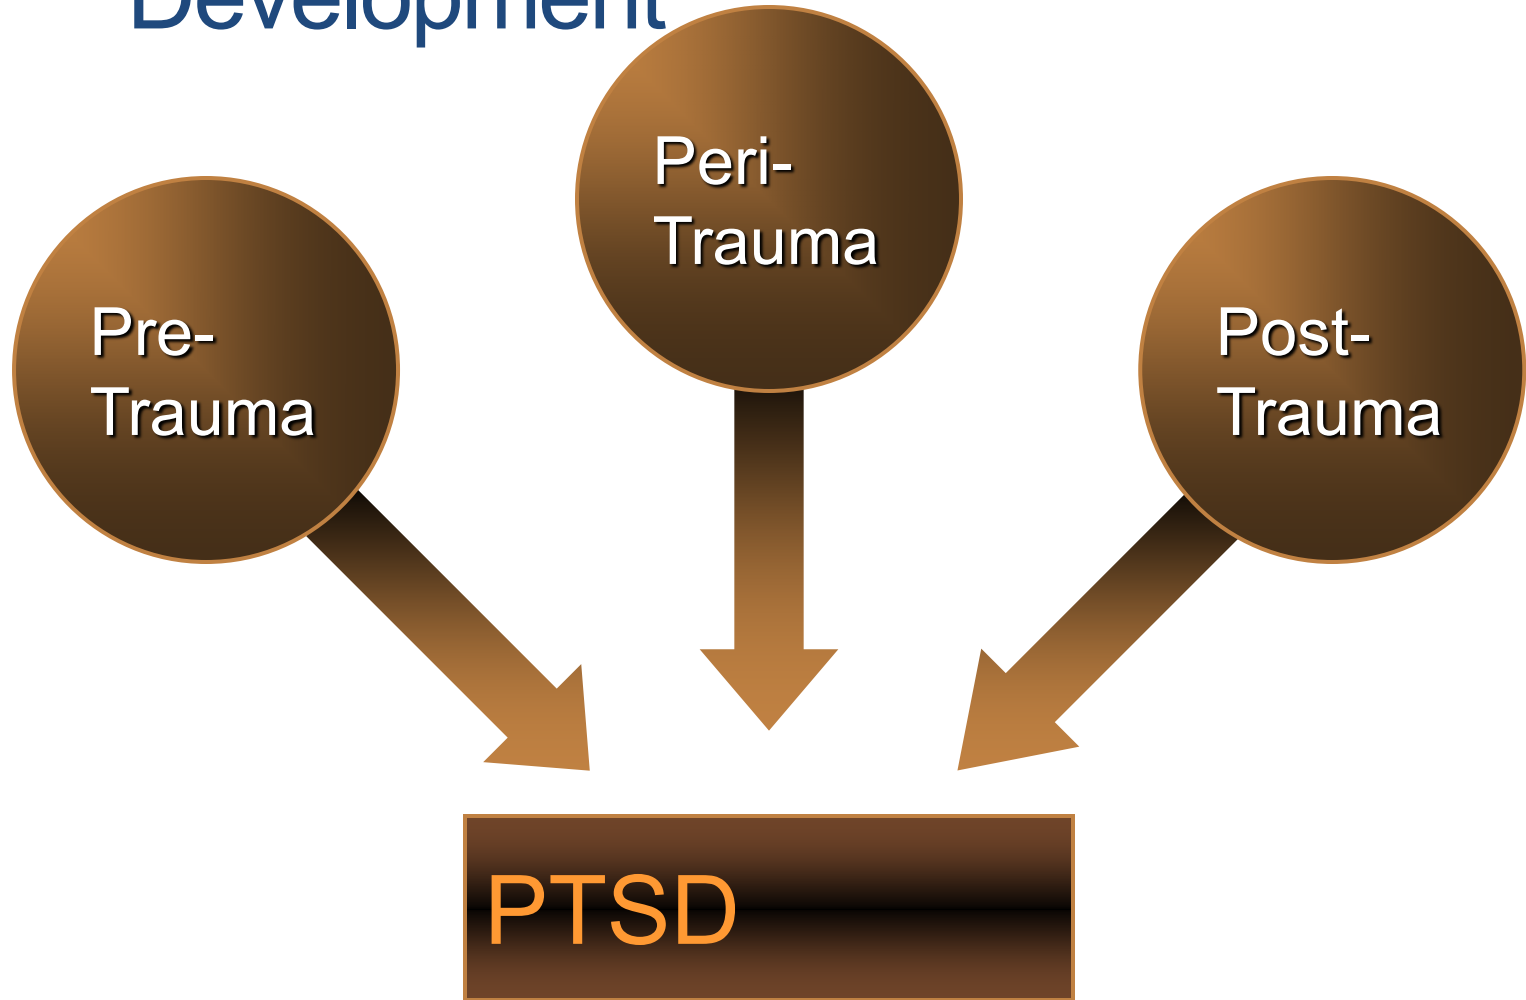 Development
Peri-
Trauma
Pre-
Trauma
Post-
Trauma
PTSD